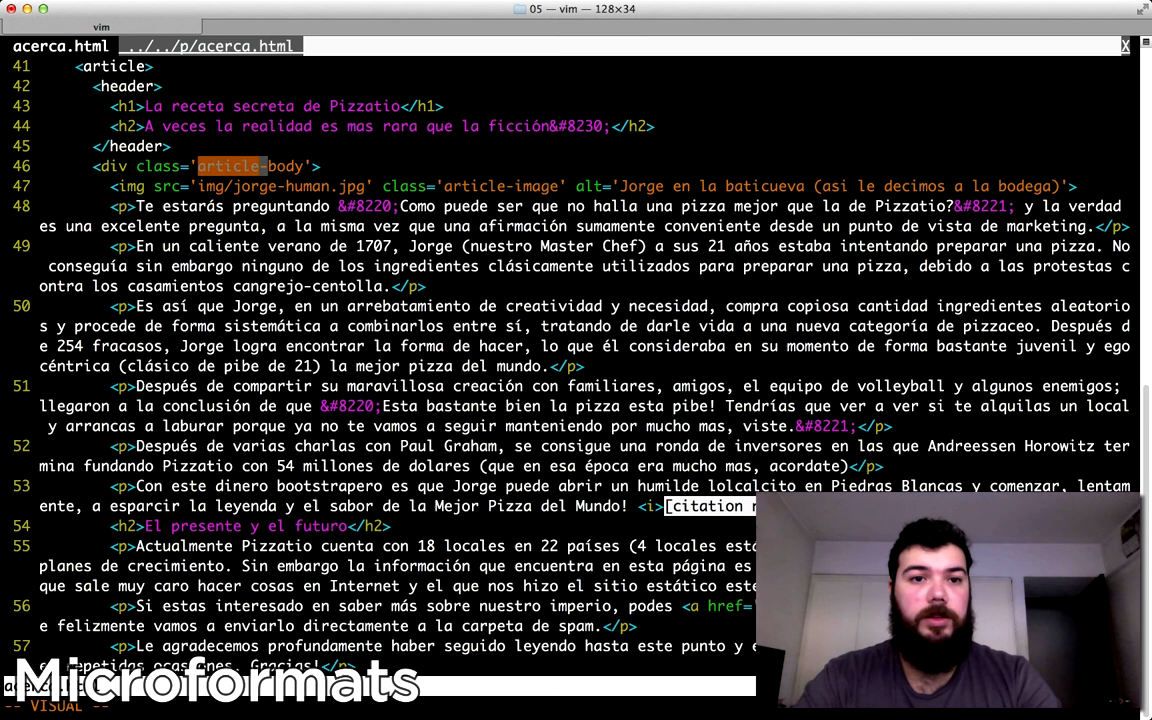 05 — vim — 128×34
vim
acerca.html ../../p/acerca.html X
41 <article>
42 <header>
43 <h1>La receta secreta de Pizzatio</h1>
44 <h2>A veces la realidad es mas rara que la ficción&#8230;</h2>
45 </header>
46 <div class='article-body'>
47 <img src='img/jorge-human.jpg' class='article-image' alt='Jorge en la baticueva (asi le decimos a la bodega)'>
48 <p>Te estarás preguntando &#8220;Como puede ser que no halla una pizza mejor que la de Pizzatio?&#8221; y la verdad
es una excelente pregunta, a la misma vez que una afirmación sumamente conveniente desde un punto de vista de marketing.</p>
49 <p>En un caliente verano de 1707, Jorge (nuestro Master Chef) a sus 21 años estaba intentando preparar una pizza. No
conseguía sin embargo ninguno de los ingredientes clásicamente utilizados para preparar una pizza, debido a las protestas c
ontra los casamientos cangrejo-centolla.</p>
50 <p>Es así que Jorge, en un arrebatamiento de creatividad y necesidad, compra copiosa cantidad ingredientes aleatorio
s y procede de forma sistemática a combinarlos entre sí, tratando de darle vida a una nueva categoría de pizzaceo. Después d
e 254 fracasos, Jorge logra encontrar la forma de hacer, lo que él consideraba en su momento de forma bastante juvenil y ego
céntrica (clásico de pibe de 21) la mejor pizza del mundo.</p>
51 <p>Después de compartir su maravillosa creación con familiares, amigos, el equipo de volleyball y algunos enemigos;
llegaron a la conclusión de que &#8220;Esta bastante bien la pizza esta pibe! Tendrías que ver a ver si te alquilas un local
y arrancas a laburar porque ya no te vamos a seguir manteniendo por mucho mas, viste.&#8221;</p>
52 <p>Después de varias charlas con Paul Graham, se consigue una ronda de inversores en las que Andreessen Horowitz ter
mina fundando Pizzatio con 54 millones de dolares (que en esa época era mucho mas, acordate)</p>
53 <p>Con este dinero bootstrapero es que Jorge puede abrir un humilde lolcalcito en Piedras Blancas y comenzar, lentam
ente, a esparcir la leyenda y el sabor de la Mejor Pizza del Mundo! <i>[citation
54 <h2>El presente y el futuro</h2>
55 <p>Actualmente Pizzatio cuenta con 18 locales en 22 países (4 locales
planes de crecimiento. Sin embargo la información que encuentra en esta página es
que sale muy caro hacer cosas en Internet y el que nos hizo el sitio estático
56 <p>Si estas interesado en saber más sobre nuestro imperio, podes <a href=
e felizmente vamos a enviarlo directamente a la carpeta de spam.</p>
57 <p>Le agradecemos profundamente haber seguido leyendo hasta este punto y
repetidas ocasiones. Gracias!</p>
Microformats
-- VISUAL --